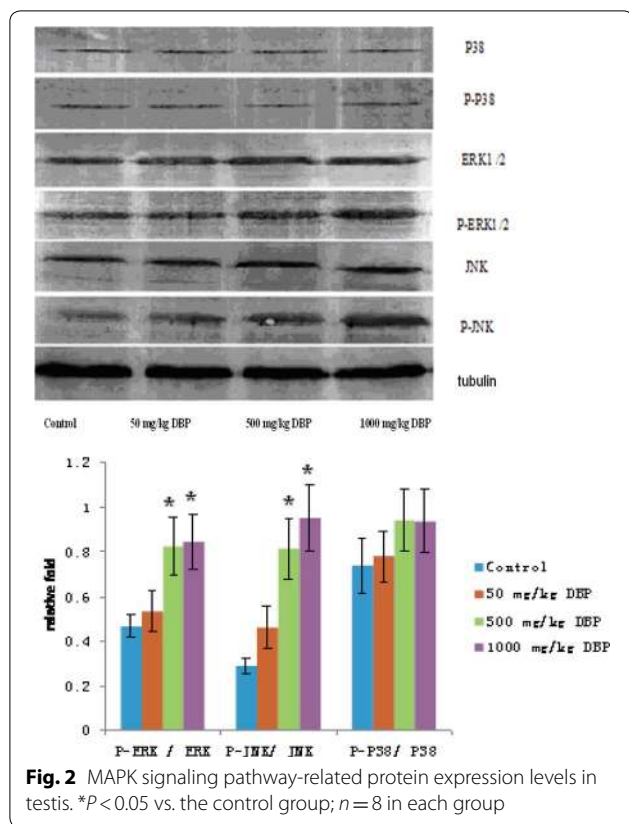 P38
P-P38
ERK1/2
P-ERK1/2
JNK
P-JNK
tubulin
Control 50 mg/kg DBP 500 mg/kg DBP 1000 mg/kg DBP
1.2
1
0.8
0.6
0.4
0.2
0
relative fold
* * * *
P-ERK / ERK P-JNK/ JNK P-P38/ P38
Control
50 mg/kg DBP
500 mg/kg DBP
1000 mg/kg DBP
Fig. 2 MAPK signaling pathway-related protein expression levels in
testis. *P < 0.05 vs. the control group; n = 8 in each group